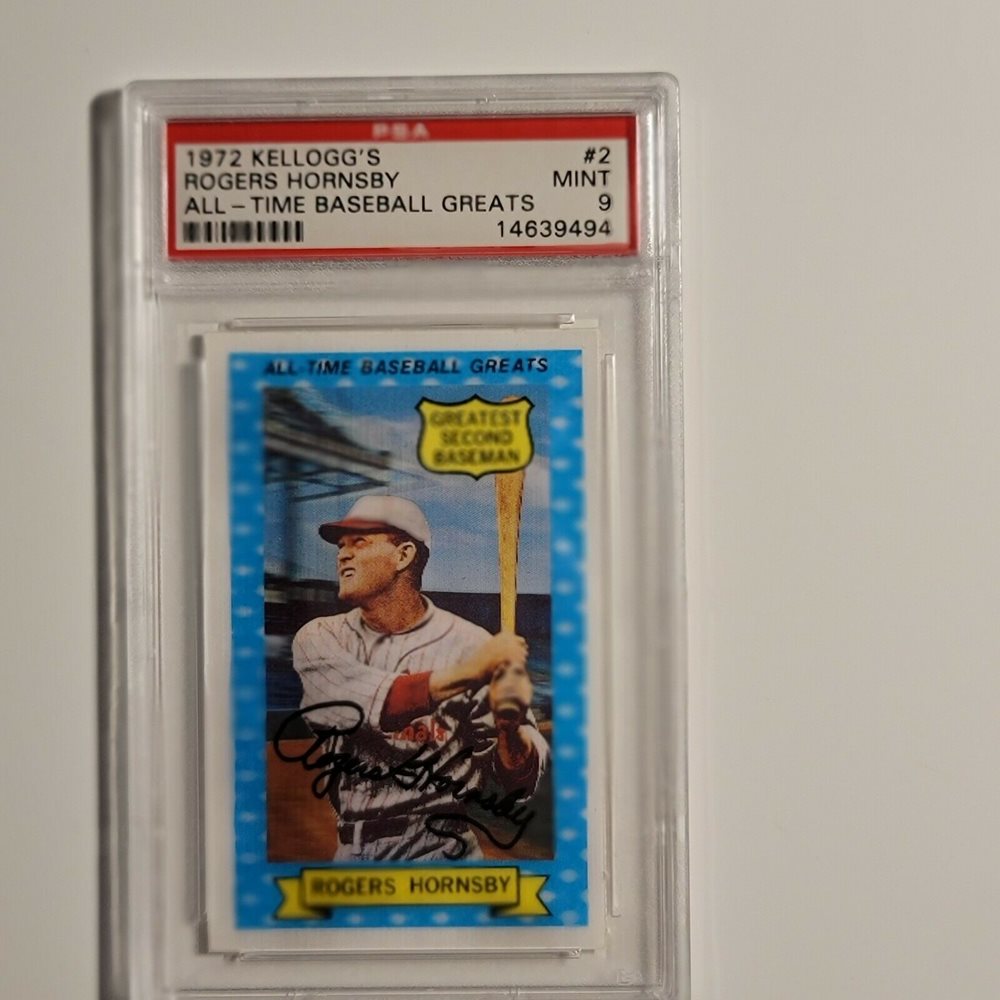 PSA
1972 KELLOGG'S #2
ROGERS HORNSBY MINT
ALL-TIME BASEBALL GREATS 9
14639494
ALL-TIME BASEBALL GREATS
GREATEST
SECOND
BASEMAN
Rogers Hornsby
ROGERS HORNSBY